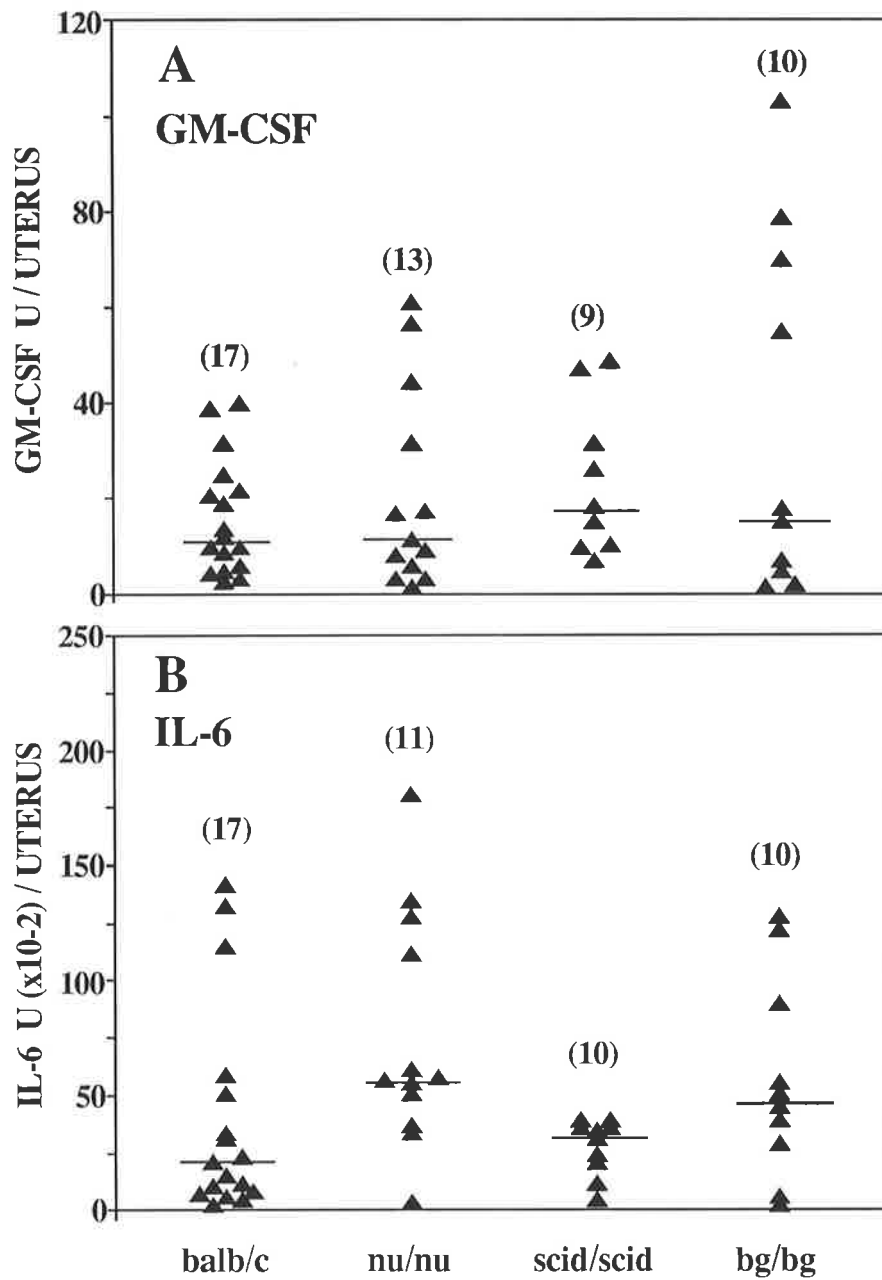 120
A
(10)
GM-CSF
80
(13)
(9)
(17)
40
0
GM-CSF U / UTERUS
250
B
IL-6
(11)
200
(17)
(10)
150
100
(10)
50
0
IL-6 U (x10-2) / UTERUS
balb/c nu/nu scid/scid bg/bg